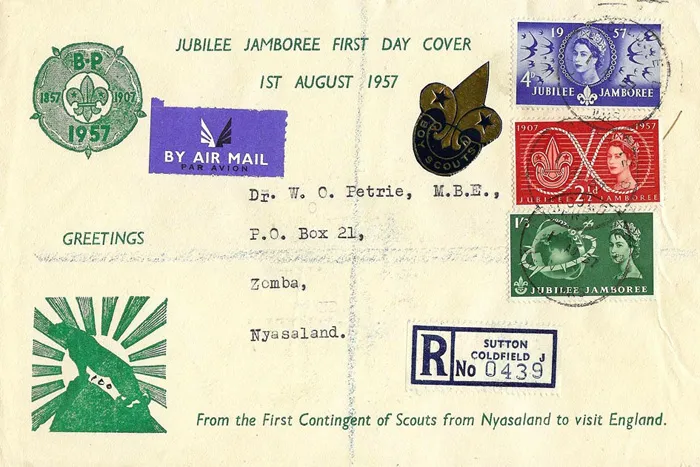 JUBILEE JAMBOREE FIRST DAY COVER
1ST AUGUST 1957
B-P
1857 1907
1957
BY AIR MAIL
PAR AVION
BOY SCOUTS
1957
4D
JUBILEE JAMBOREE
1907 1957
JUBILEE 2½d JAMBOREE
1/3
JUBILEE JAMBOREE
Dr. W. O. Petrie, M.B.E.,
P.O. Box 21,
Zomba,
Nyasaland.
GREETINGS
R
SUTTON
COLDFIELD J
No 0439
From the First Contingent of Scouts from Nyasaland to visit England.